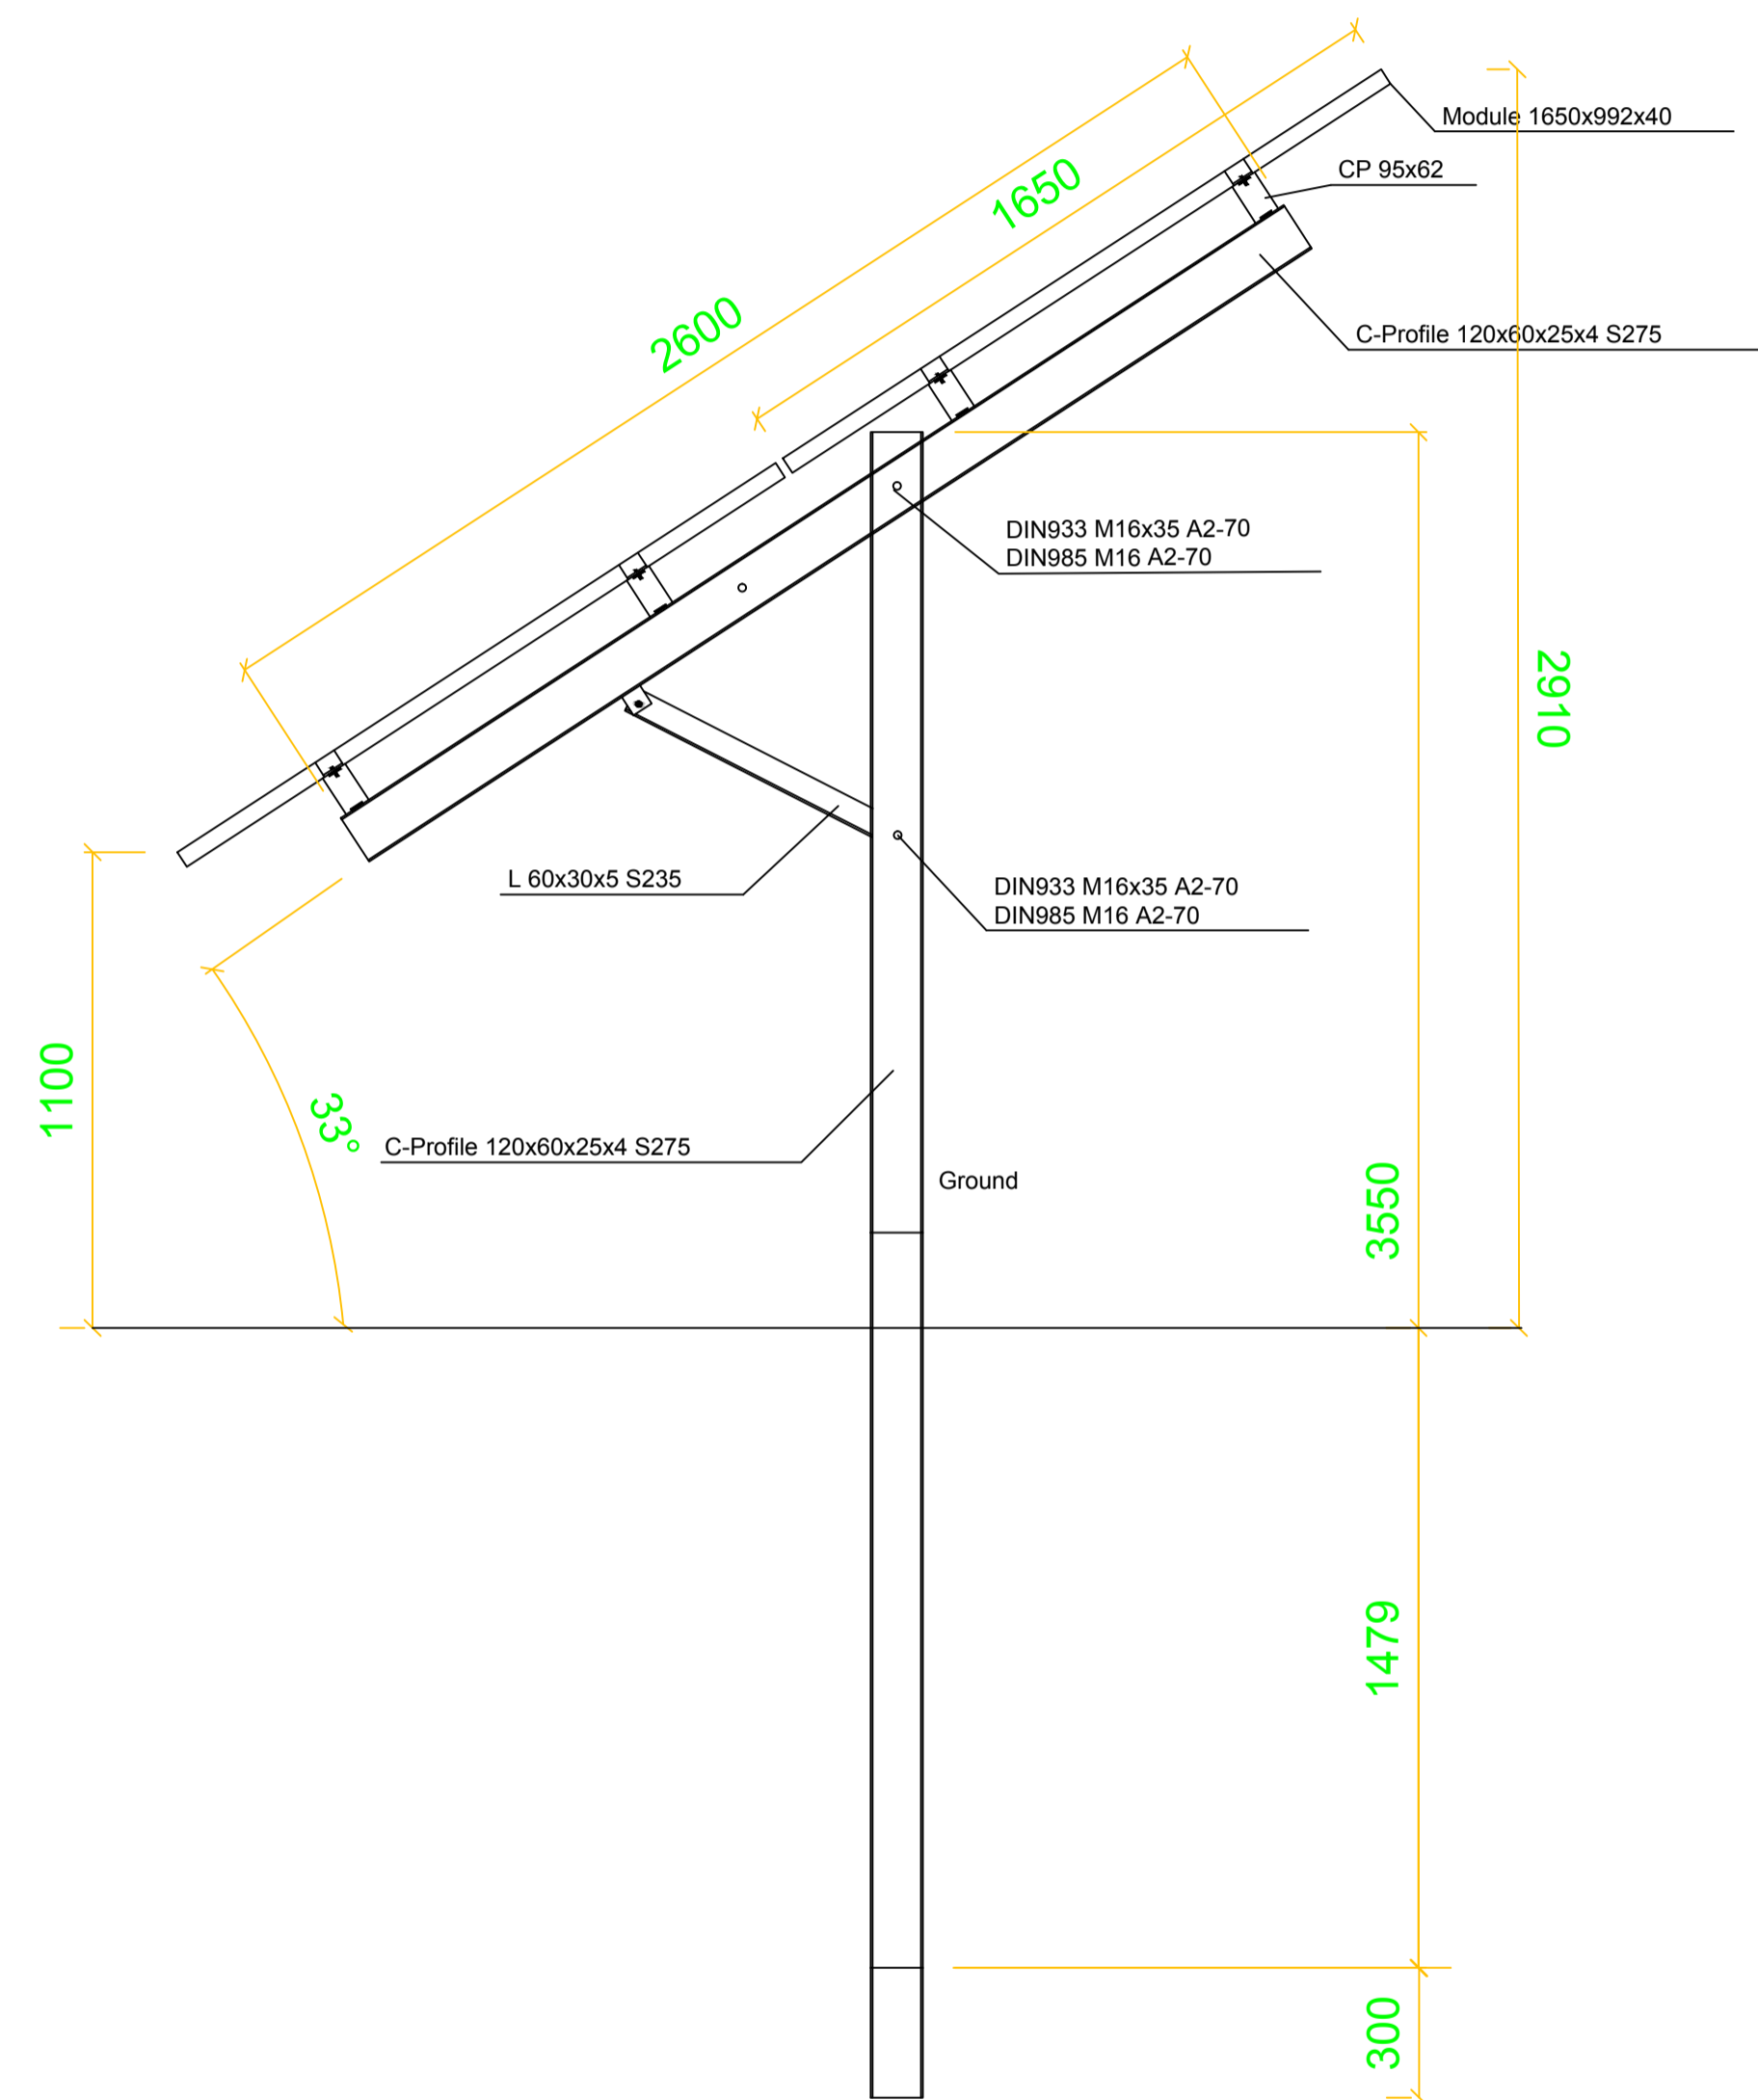 Module 1650x992x40
CP 95x62
1650
2600
C-Profile 120x60x25x4 S275
DIN933 M16x35 A2-70
DIN985 M16 A2-70
2910
L 60x30x5 S235
DIN933 M16x35 A2-70
DIN985 M16 A2-70
1100
33°
C-Profile 120x60x25x4 S275
Ground
3550
1479
300